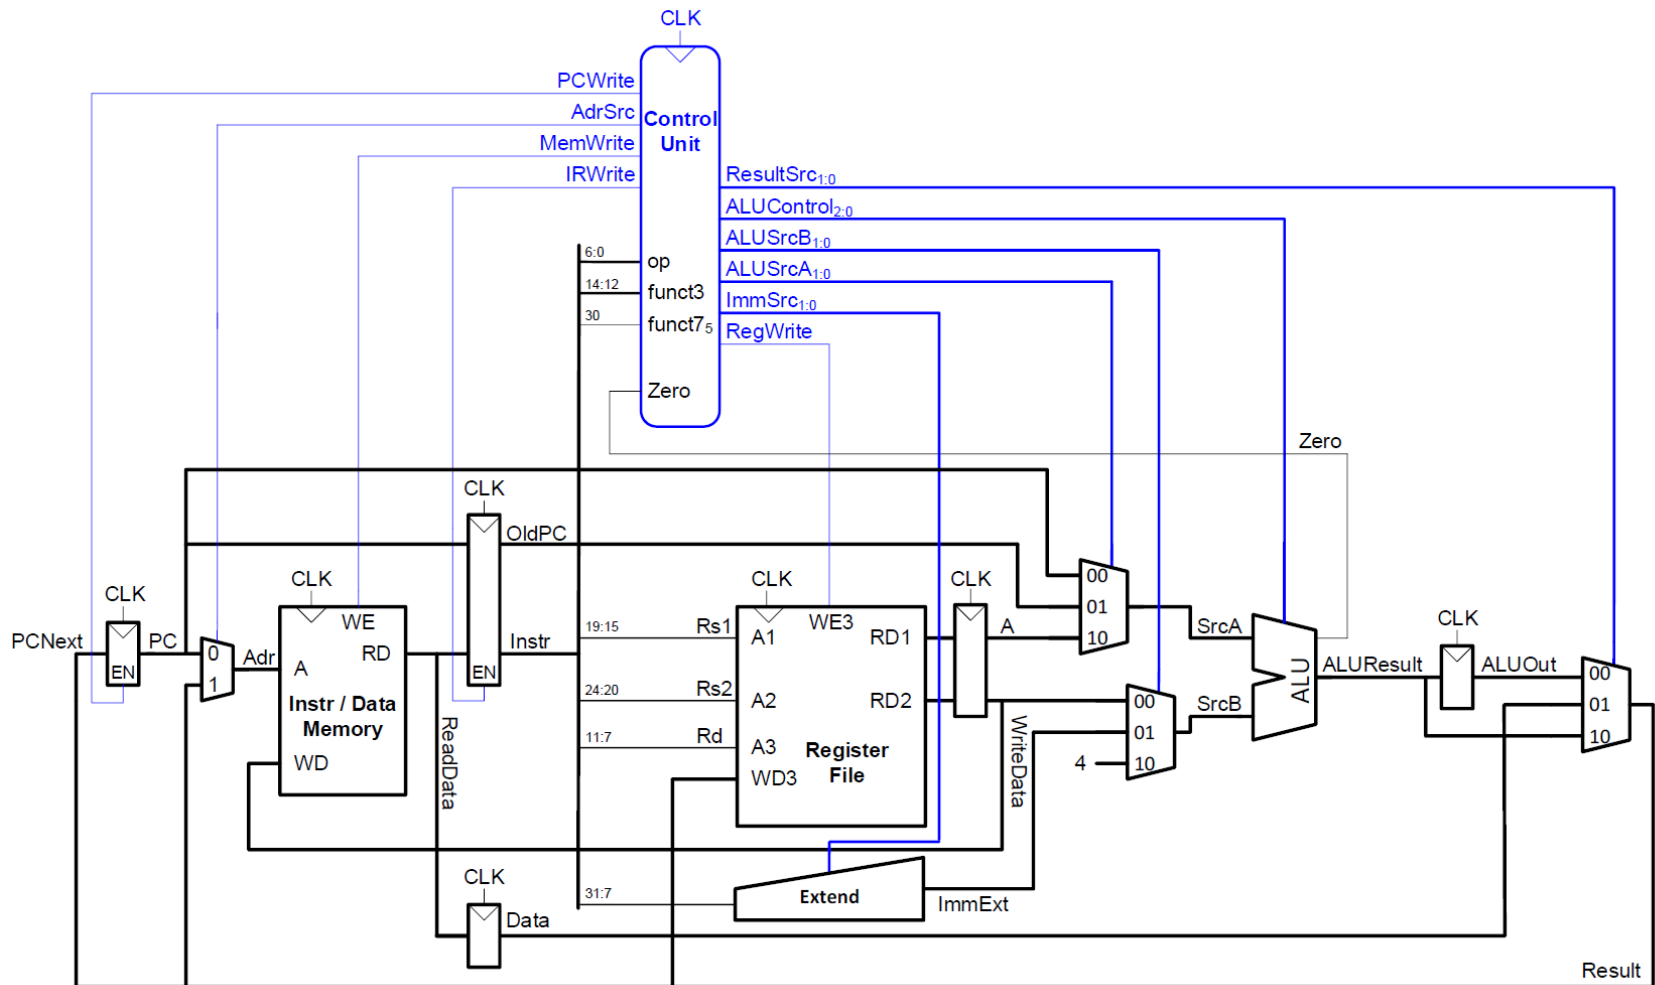 CLK
PCWrite
AdrSrc
MemWrite
IRWrite
Control
Unit
ResultSrc1:0
ALUControl2:0
ALUSrcB1:0
ALUSrcA1:0
ImmSrc1:0
RegWrite
6:0
op
14:12
funct3
30
funct75
Zero
Zero
CLK
OldPC
CLK
CLK
CLK
CLK
00
01
10
PCNext
PC
EN
0
1
Adr
WE
A
RD
Instr / Data
Memory
WD
EN
Instr
ReadData
19:15
Rs1
24:20
Rs2
11:7
Rd
A1
A2
A3
WD3
WE3
RD1
RD2
Register
File
A
WriteData
SrcA
SrcB
00
01
10
4
ALU
ALUResult
CLK
ALUOut
00
01
10
CLK
Data
31:7
Extend
ImmExt
Result